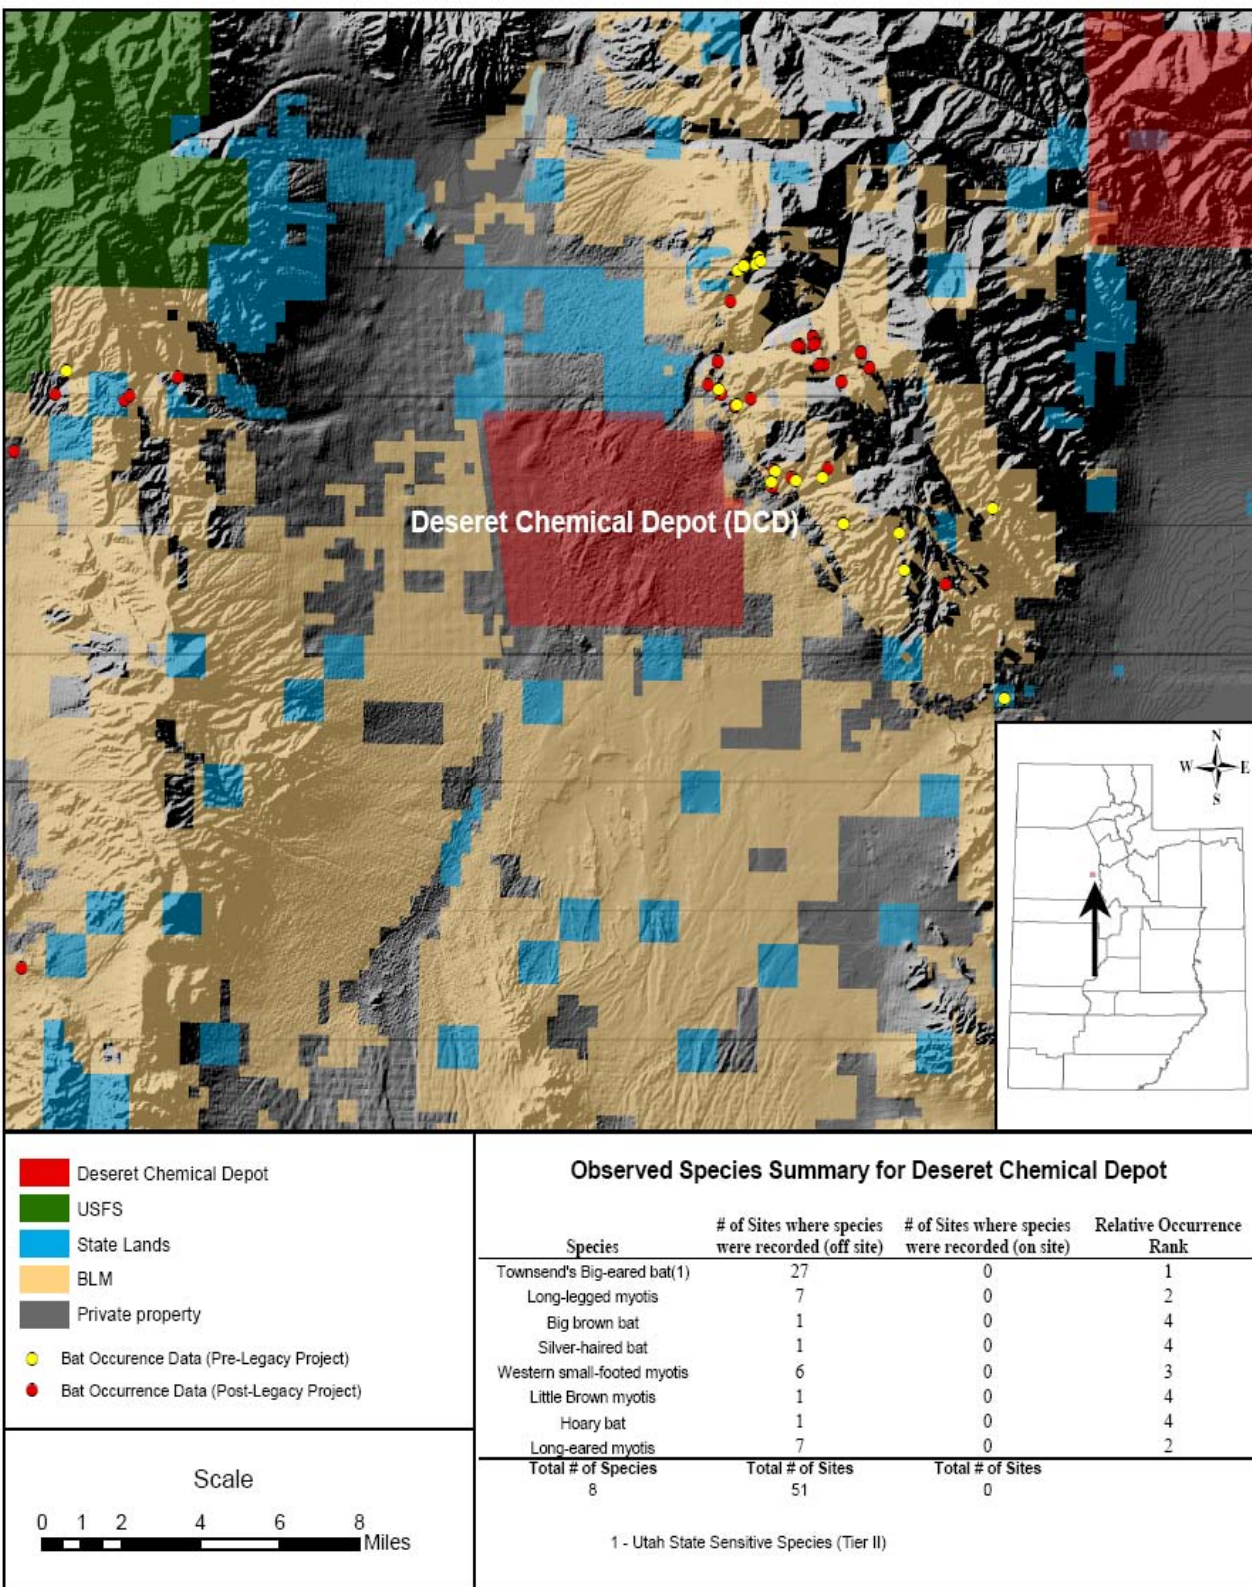 Deseret Chemical Depot (DCD)
N
W E
S
Deseret Chemical Depot
USFS
State Lands
BLM
Private property
Bat Occurence Data (Pre-Legacy Project)
Bat Occurrence Data (Post-Legacy Project)
Scale
0 1 2 4 6 8
Miles
Observed Species Summary for Deseret Chemical Depot
# of Sites where species # of Sites where species Relative Occurrence
Species were recorded (off site) were recorded (on site) Rank
Townsend's Big-eared bat(1) 27 0 1
Long-legged myotis 7 0 2
Big brown bat 1 0 4
Silver-haired bat 1 0 4
Western small-footed myotis 6 0 3
Little Brown myotis 1 0 4
Hoary bat 1 0 4
Long-eared myotis 7 0 2
Total # of Species Total # of Sites Total # of Sites
8 51 0
1 - Utah State Sensitive Species (Tier II)